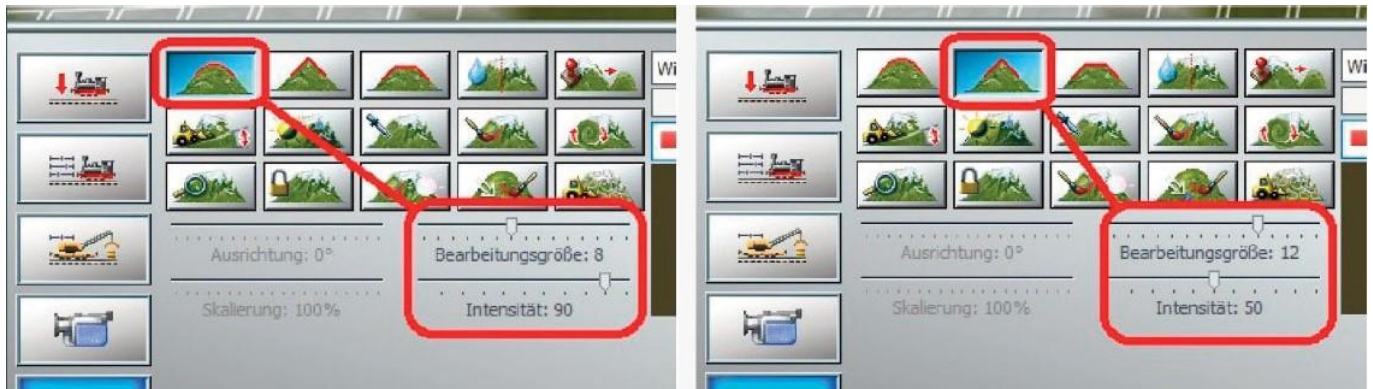 Wi
Ausrichtung: 0°
Bearbeitungsgröße: 8
Skalierung: 100%
Intensität: 90
Wi
Ausrichtung: 0°
Bearbeitungsgröße: 12
Skalierung: 100%
Intensität: 50